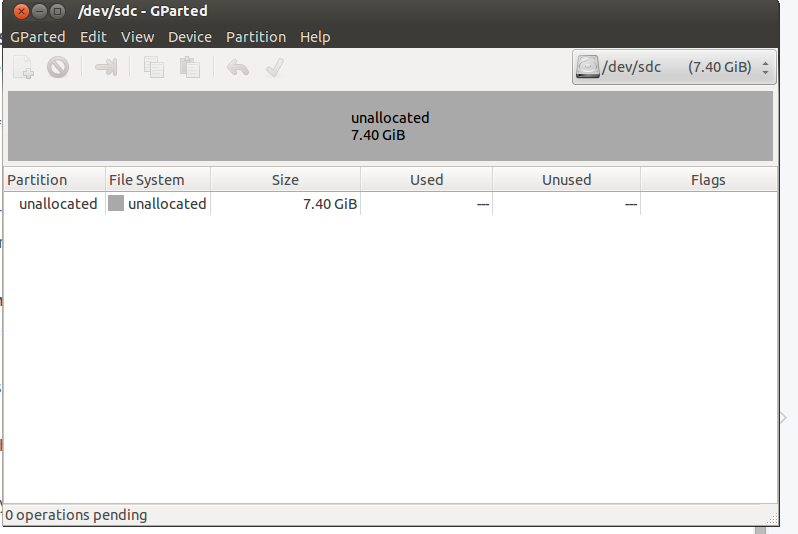 /dev/sdc - GParted
GParted Edit View Device Partition Help
/dev/sdc (7.40 GiB)
unallocated
7.40 GiB
Partition File System Size Used Unused Flags
unallocated unallocated 7.40 GiB --- ---
0 operations pending